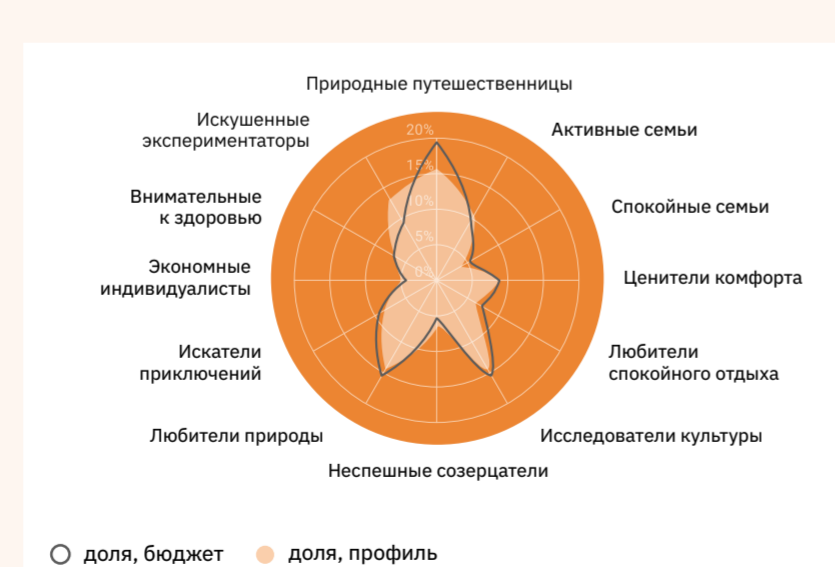 Природные путешественницы
Искушенные
экспериментаторы
Активные семьи
20%
15%
10%
5%
0%
Внимательные
к здоровью
Спокойные семьи
Экономные
индивидуалисты
Ценители комфорта
Искатели
приключений
Любители
спокойного отдыха
Любители природы
Исследователи культуры
Неспешные созерцатели
доля, бюджет
доля, профиль